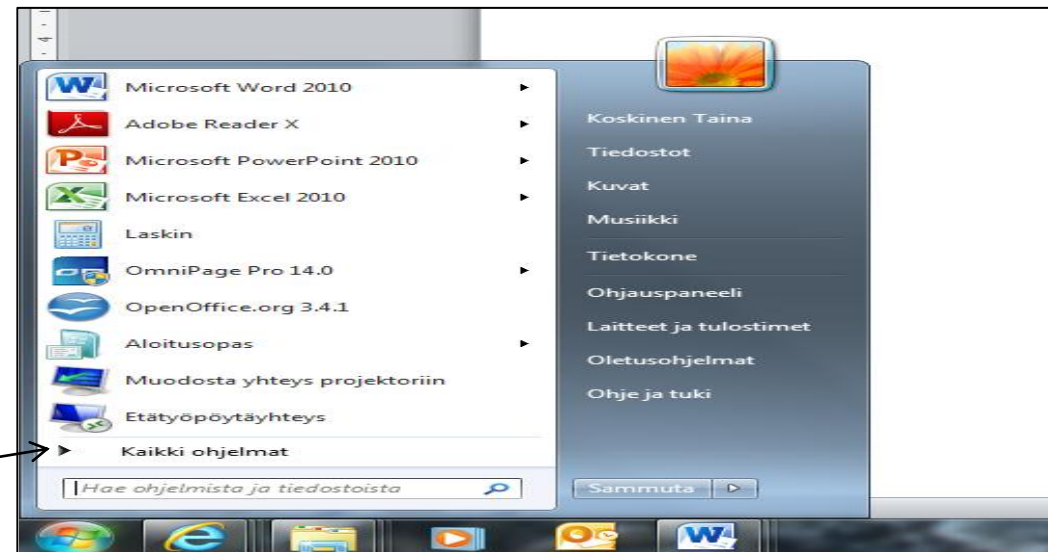 Microsoft Word 2010
Adobe Reader X
Microsoft PowerPoint 2010
Microsoft Excel 2010
Laskin
OmniPage Pro 14.0
OpenOffice.org 3.4.1
Aloitusopas
Muodosta yhteys projektoriin
Etätyöpöytäyhteys
Kaikki ohjelmat
Hae ohjelmista ja tiedostoista
Koskinen Taina
Tiedostot
Kuvat
Musiikki
Tietokone
Ohjauspaneeli
Laitteet ja tulostimet
Oletusohjelmat
Ohje ja tuki
Sammuta